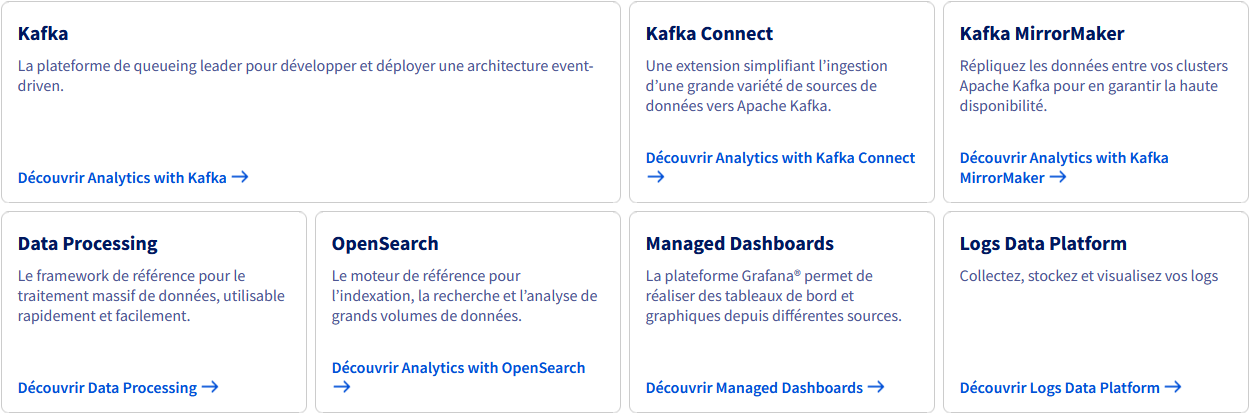 Kafka
La plateforme de queueing leader pour développer et déployer une architecture event-
driven.
Découvrir Analytics with Kafka →
Kafka Connect
Une extension simplifiant l’ingestion
d’une grande variété de sources de
données vers Apache Kafka.
Découvrir Analytics with Kafka Connect
→
Kafka MirrorMaker
Répliquez les données entre vos clusters
Apache Kafka pour en garantir la haute
disponibilité.
Découvrir Analytics with Kafka
MirrorMaker →
Data Processing
Le framework de référence pour le
traitement massif de données, utilisable
rapidement et facilement.
Découvrir Data Processing →
OpenSearch
Le moteur de référence pour
l’indexation, la recherche et l’analyse de
grands volumes de données.
Découvrir Analytics with OpenSearch
→
Managed Dashboards
La plateforme Grafana® permet de
réaliser des tableaux de bord et
graphiques depuis différentes sources.
Découvrir Managed Dashboards →
Logs Data Platform
Collectez, stockez et visualisez vos logs
Découvrir Logs Data Platform →